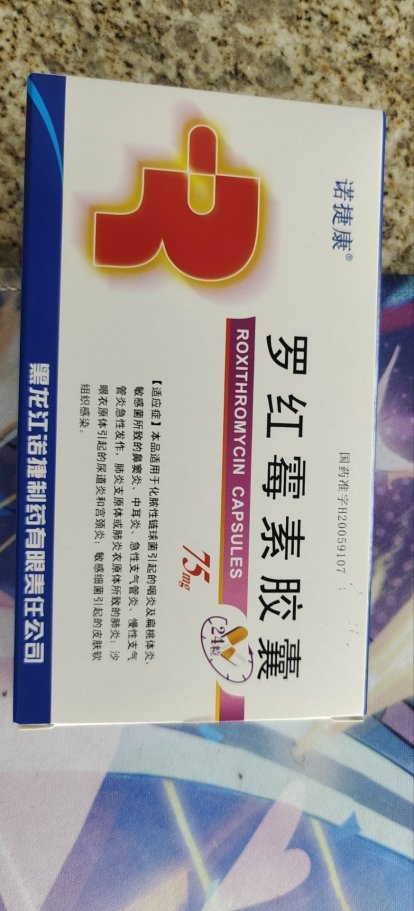 诺捷康®
国药准字H20059107
罗红霉素胶囊
ROXITHROMYCIN CAPSULES
75mg
24粒
【适应症】本品适用于化脓性链球菌引起的咽炎及扁桃体炎,
敏感菌所致的鼻窦炎、中耳炎、急性支气管炎、慢性支气
管炎急性发作,肺炎支原体或肺炎衣原体所致的肺炎;沙
眼衣原体引起的尿道炎和宫颈炎;敏感细菌引起的皮肤软
组织感染。
黑龙江诺捷制药有限责任公司